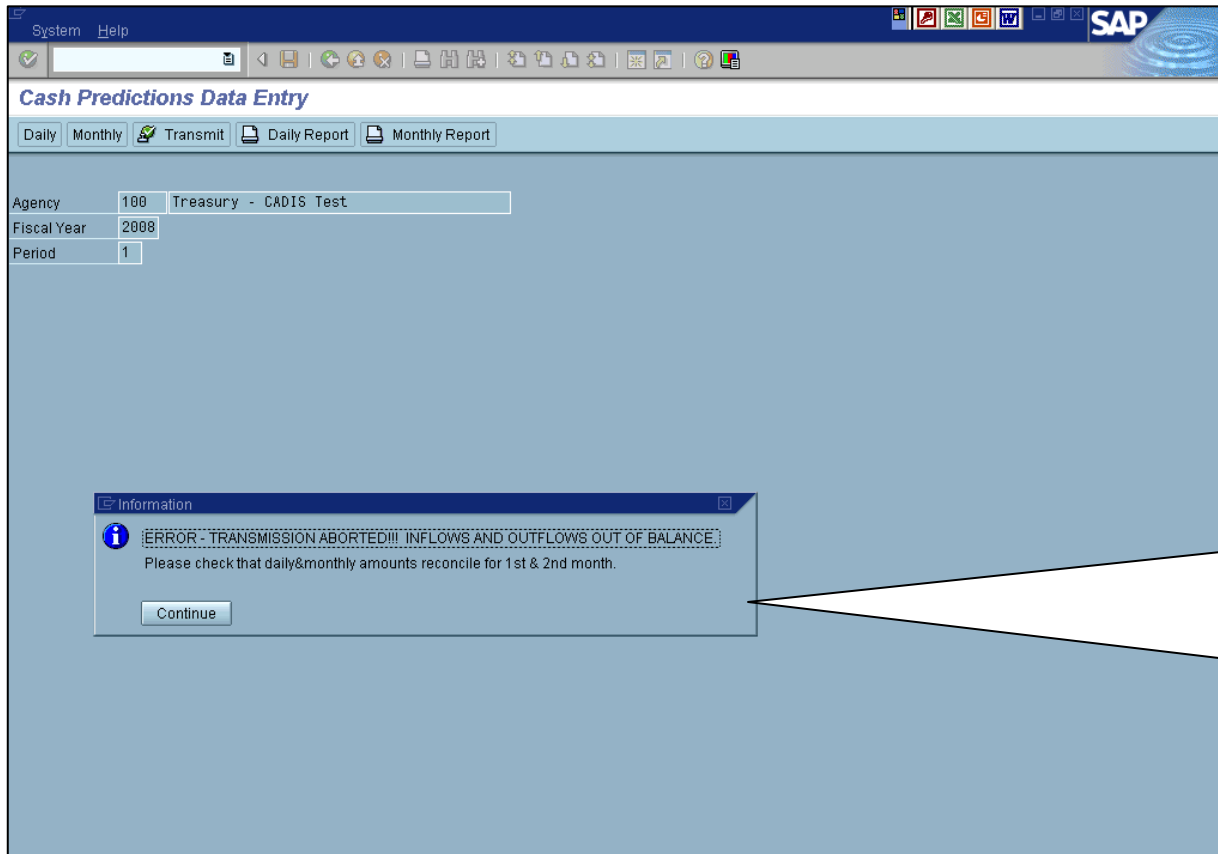 System Help
SAP
Cash Predictions Data Entry
Daily Monthly Transmit Daily Report Monthly Report
Agency 100 Treasury - CADIS Test
Fiscal Year 2008
Period 1
Information
ERROR - TRANSMISSION ABORTED!!! INFLOWS AND OUTFLOWS OUT OF BALANCE.
Please check that daily&monthly amounts reconcile for 1st & 2nd month.
Continue